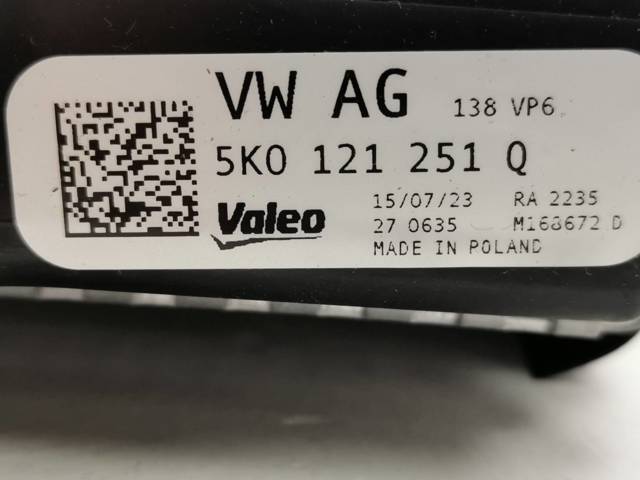 VW AG 138 VP6
5K0 121 251 Q
Valeo
15/07/23 RA 2235
27 0635 M168672 D
MADE IN POLAND